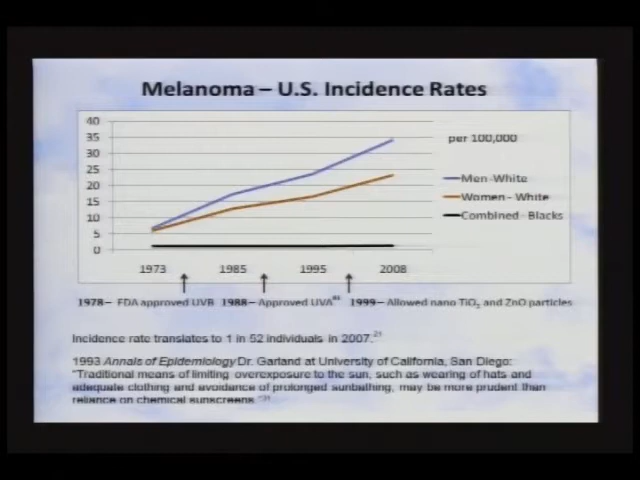 Melanoma – U.S. Incidence Rates
40
35
30
25
20
15
10
5
0
per 100,000
Men -White
Women - White
Combined - Blacks
1973 1985 1995 2008
1978 – FDA approved UVB 1988 – Approved UVA 1999 – Allowed nano TiO₂ and ZnO particles
Incidence rate translates to 1 in 52 individuals in 2007.
1993 Annals of Epidemiology Dr. Garland at University of California, San Diego:
"Traditional means of limiting overexposure to the sun, such as wearing of hats and
adequate clothing and avoidance of prolonged sunbathing, may be more prudent than
reliance on chemical sunscreens."